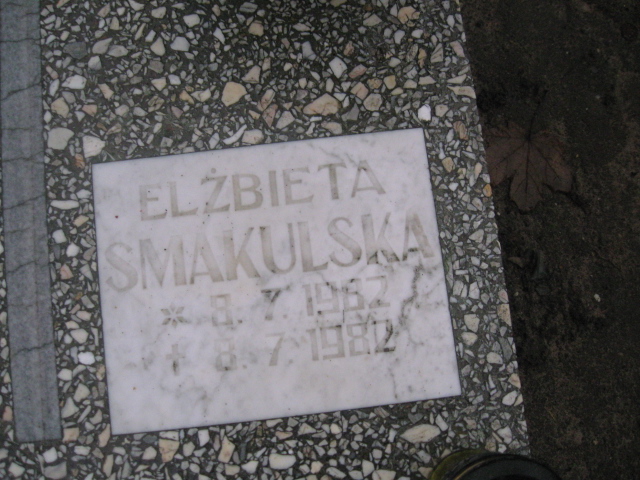 ELŻBIETA
SMAKULSKA
* 8.7.1962
+ 8.7.1982